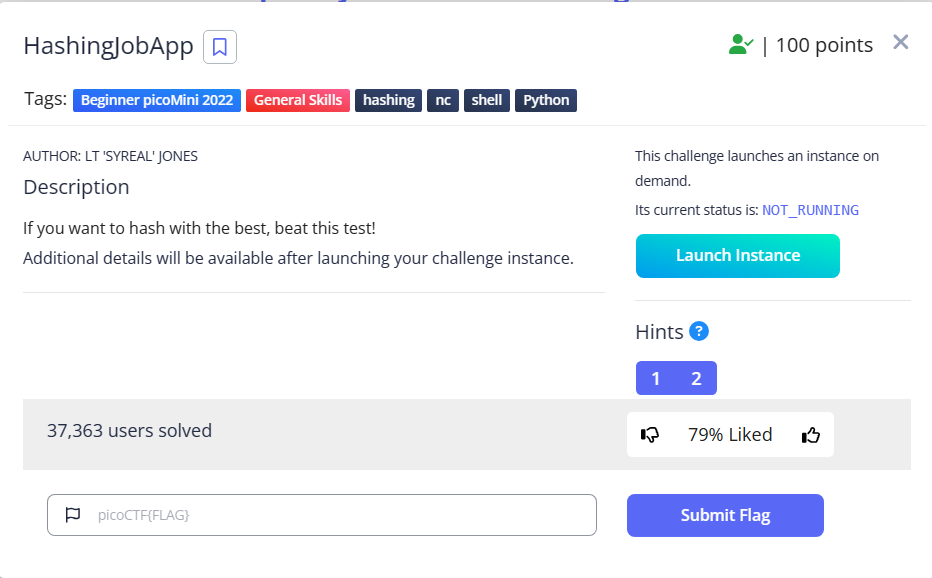 HashingJobApp
| 100 points
Tags: Beginner picoMini 2022 General Skills hashing nc shell Python
AUTHOR: LT 'SYREAL' JONES
Description
If you want to hash with the best, beat this test!
Additional details will be available after launching your challenge instance.
This challenge launches an instance on
demand.
Its current status is: NOT_RUNNING
Launch Instance
Hints ?
1 2
37,363 users solved
79% Liked
picoCTF{FLAG}
Submit Flag